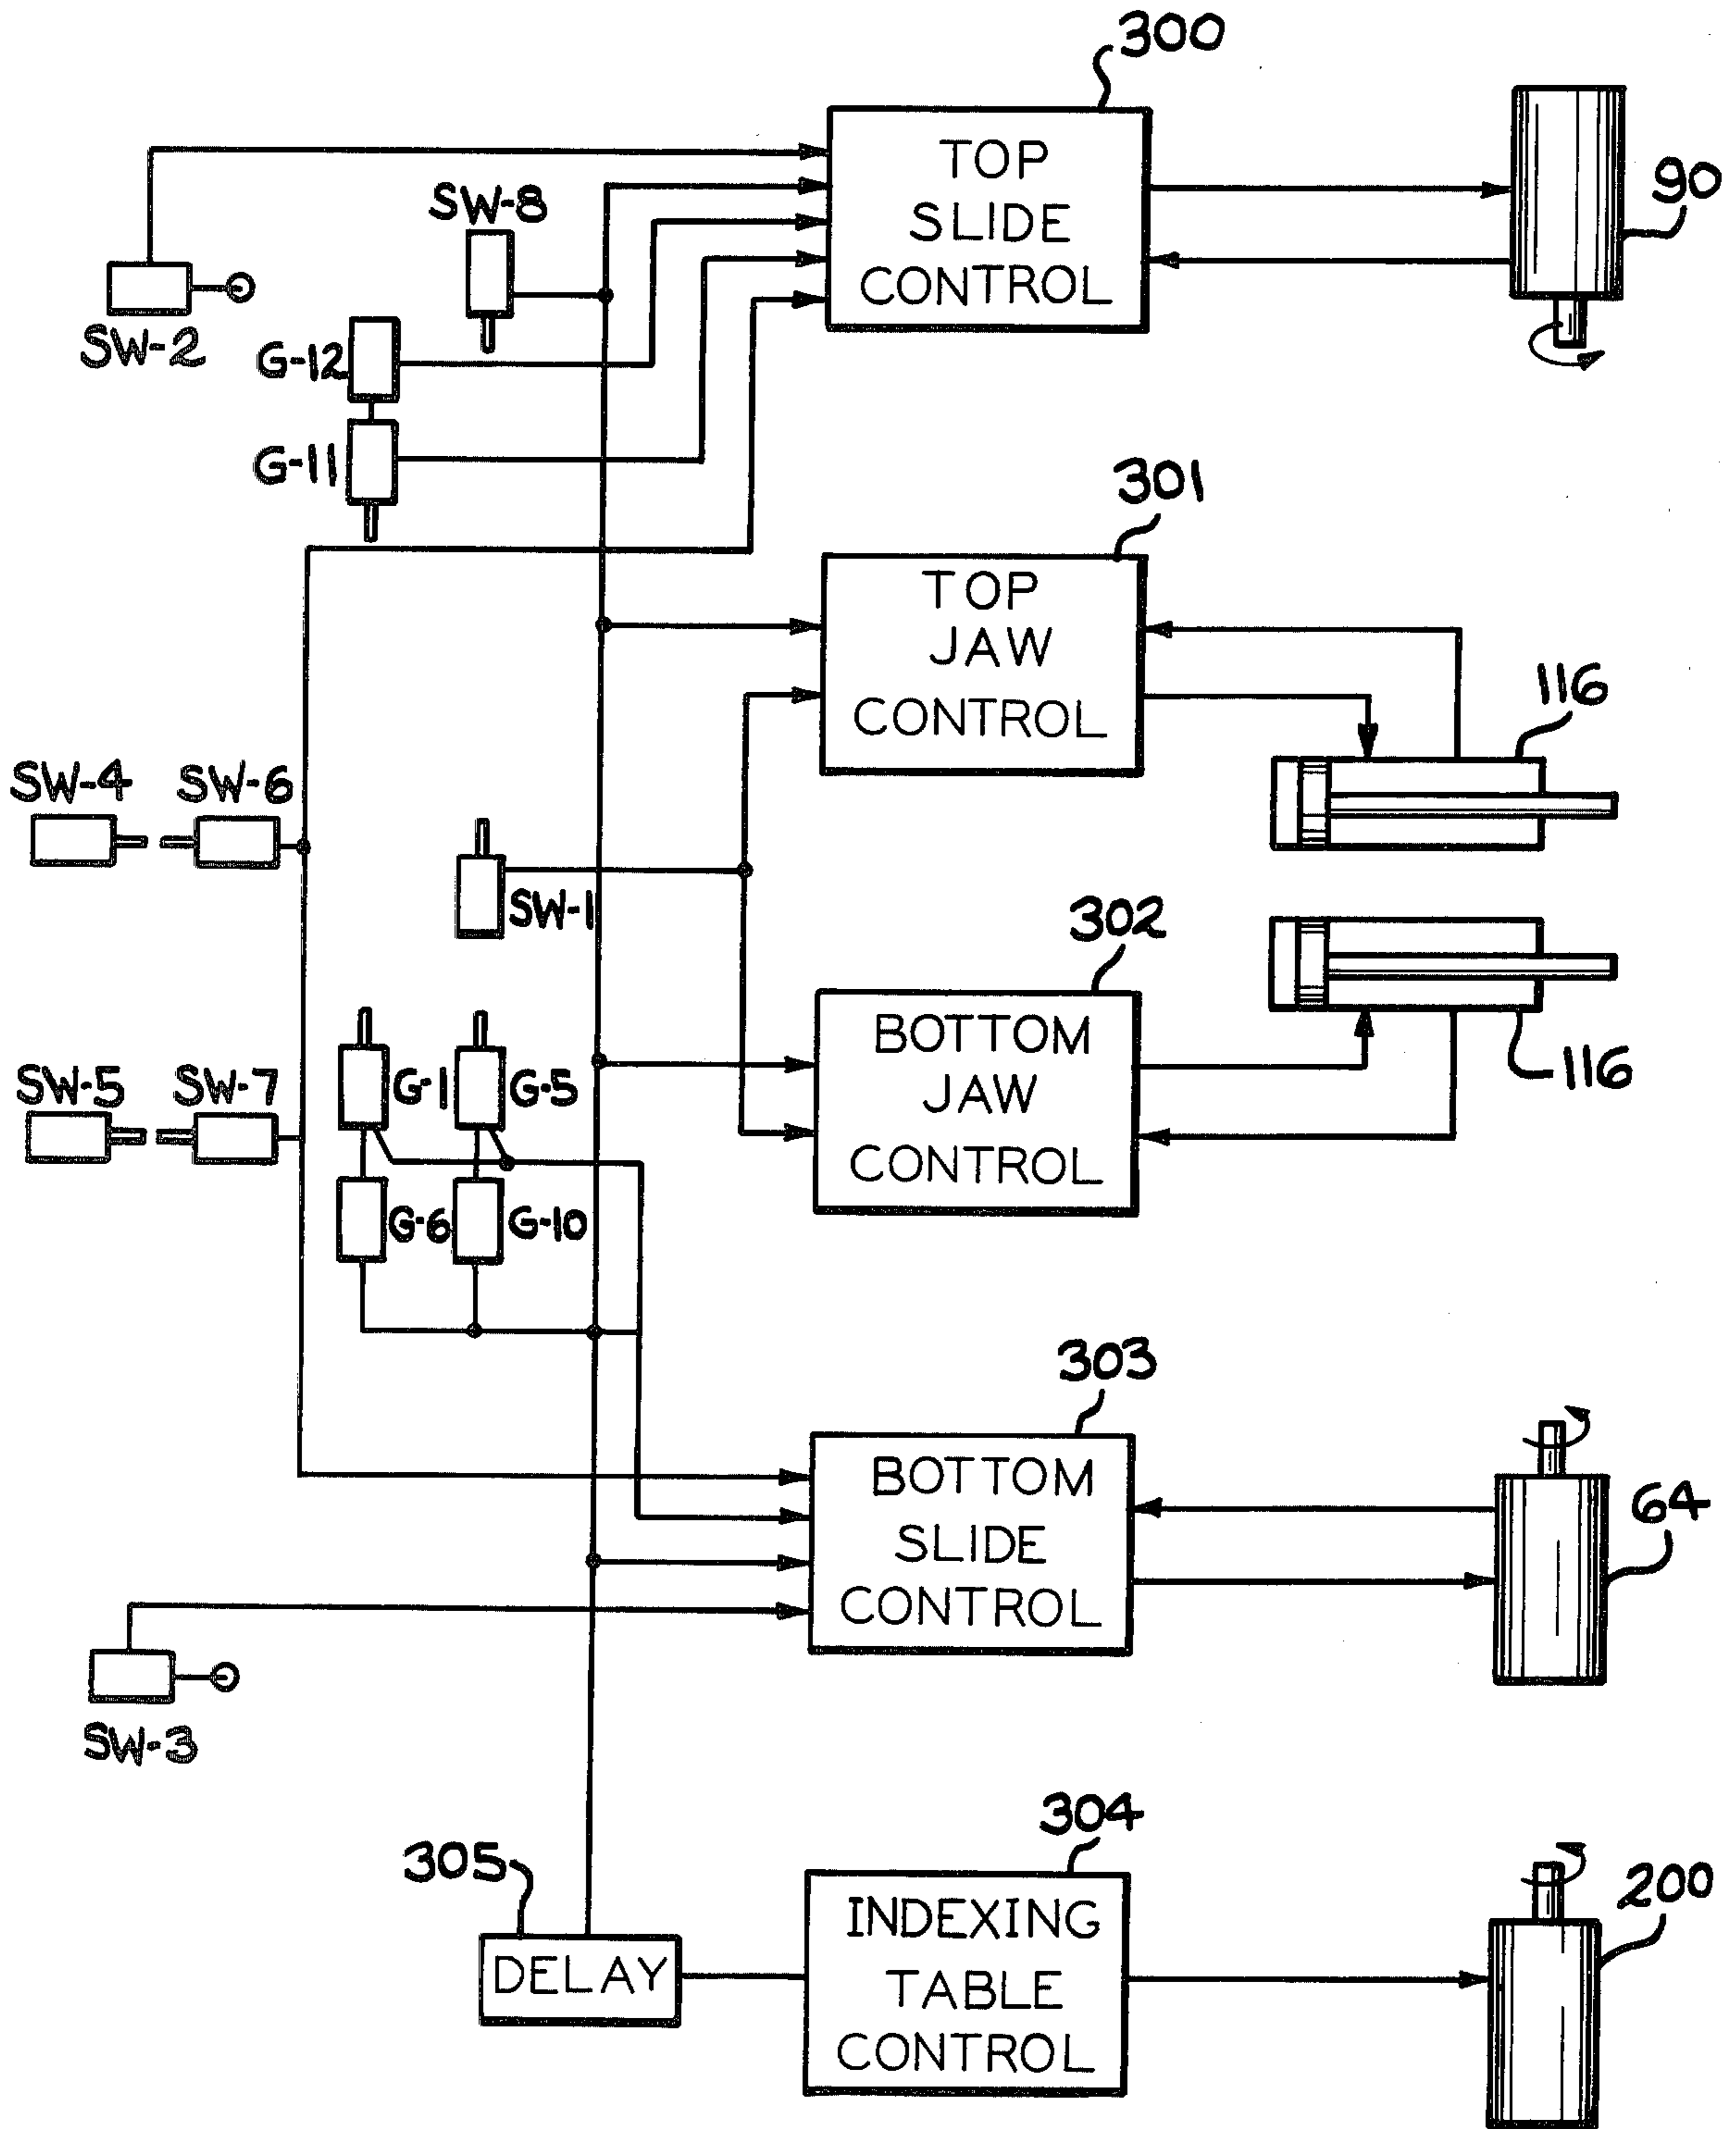 300
TOP
SLIDE
CONTROL
90
SW-8
SW-2
G-12
G-11
301
TOP
JAW
CONTROL
116
SW-4
SW-6
SW-1
302
BOTTOM
JAW
CONTROL
116
SW-5
SW-7
G-1
G-5
G-6
G-10
303
BOTTOM
SLIDE
CONTROL
64
SW-3
304
305
DELAY
INDEXING
TABLE
CONTROL
200